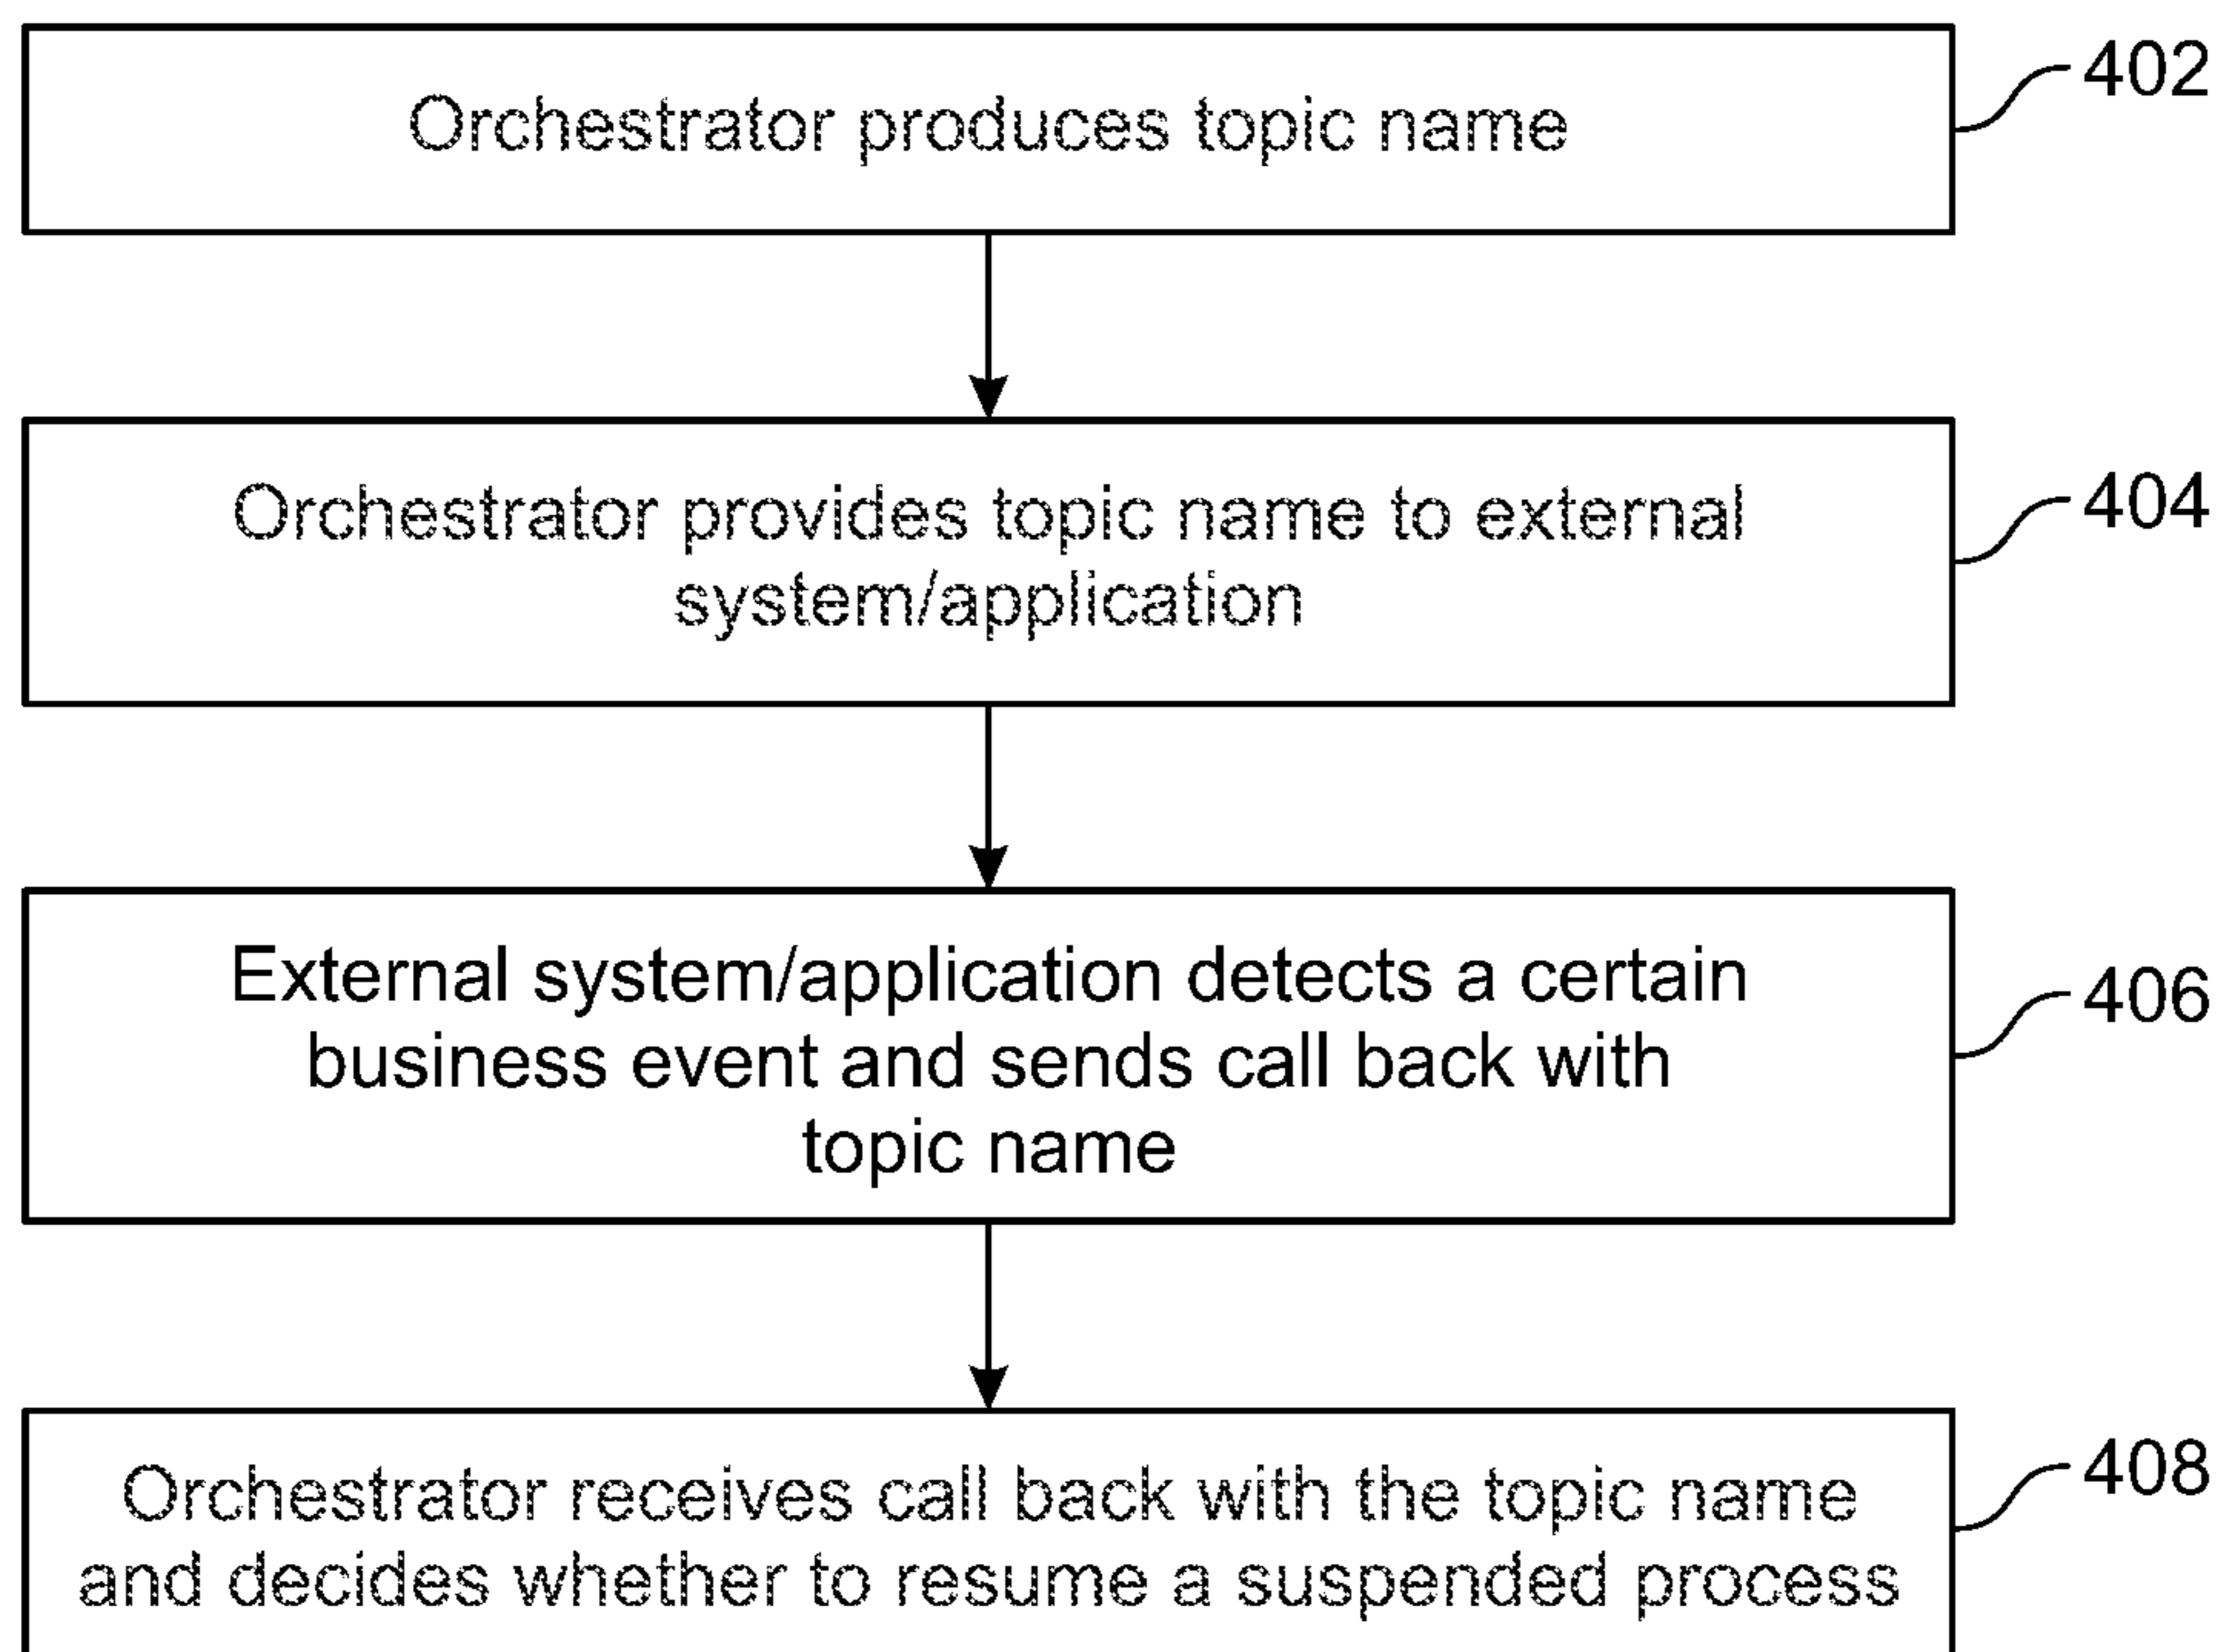 Orchestrator produces topic name
402
Orchestrator provides topic name to external
system/application
404
External system/application detects a certain
business event and sends call back with
topic name
406
Orchestrator receives call back with the topic name
and decides whether to resume a suspended process
408